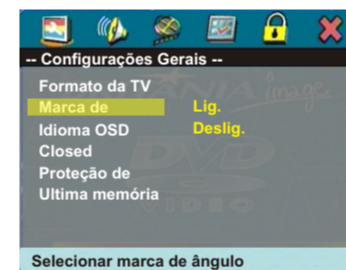 -- Configurações Gerais --
Formato da TV
Marca de Lig.
Idioma OSD Deslig.
Closed
Proteção de
Ultima memória
Selecionar marca de ângulo